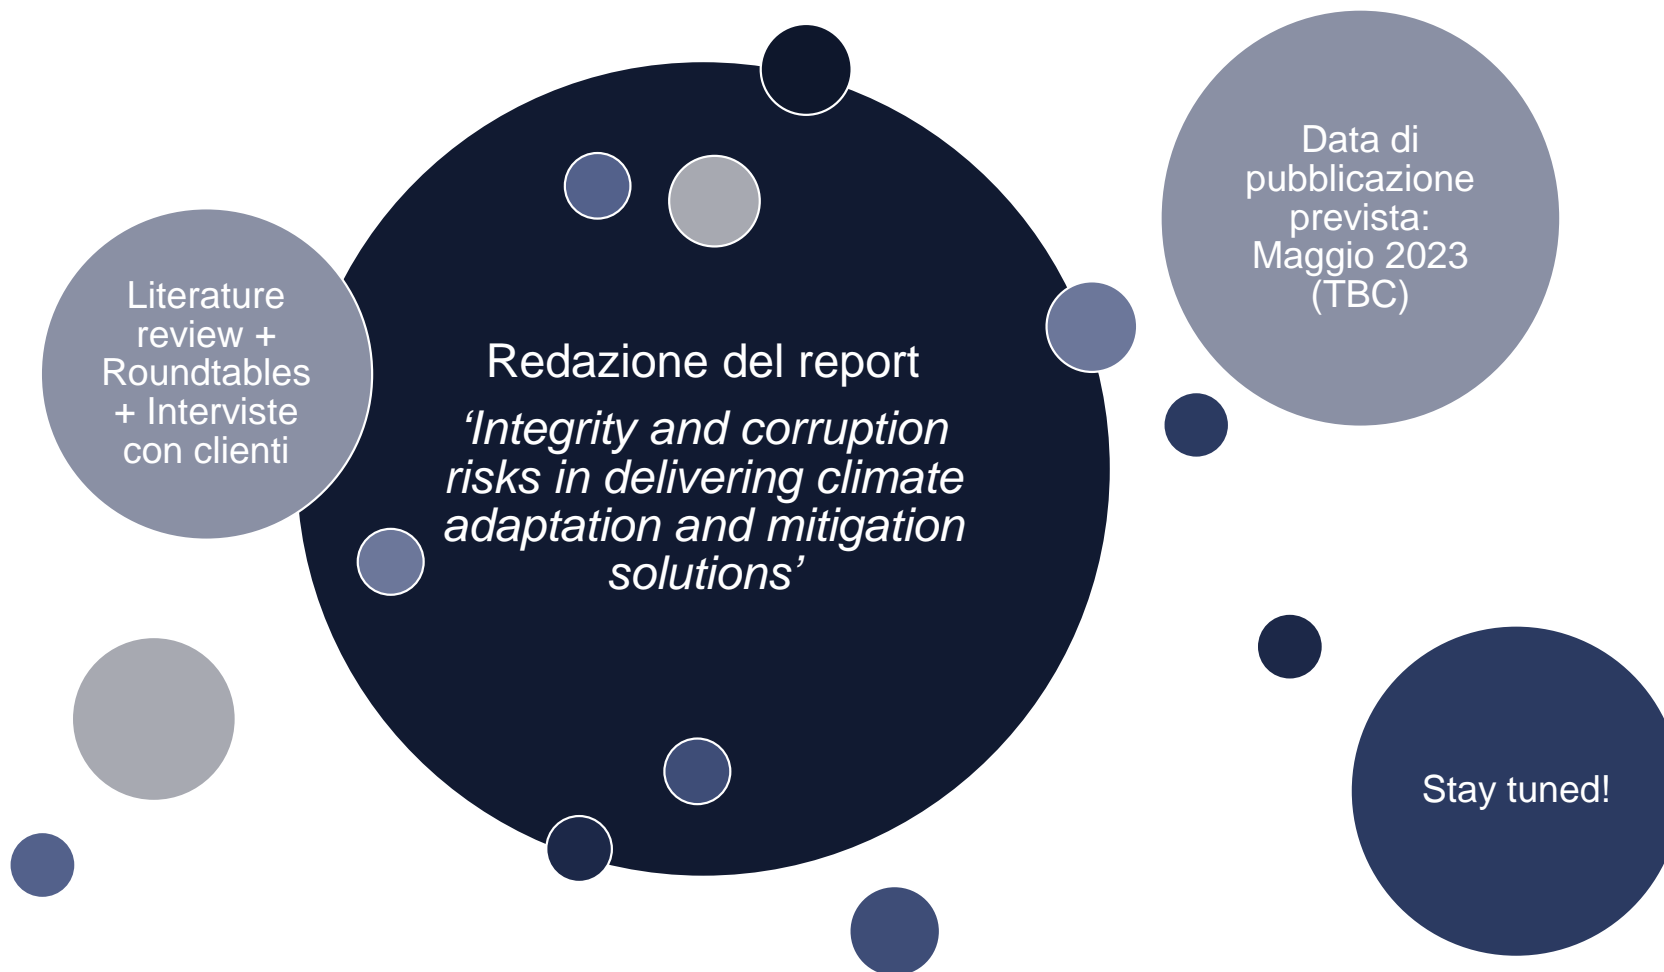 Literature
review +
Roundtables
+ Interviste
con clienti
Redazione del report
‘Integrity and corruption
risks in delivering climate
adaptation and mitigation
solutions’
Data di
pubblicazione
prevista:
Maggio 2023
(TBC)
Stay tuned!